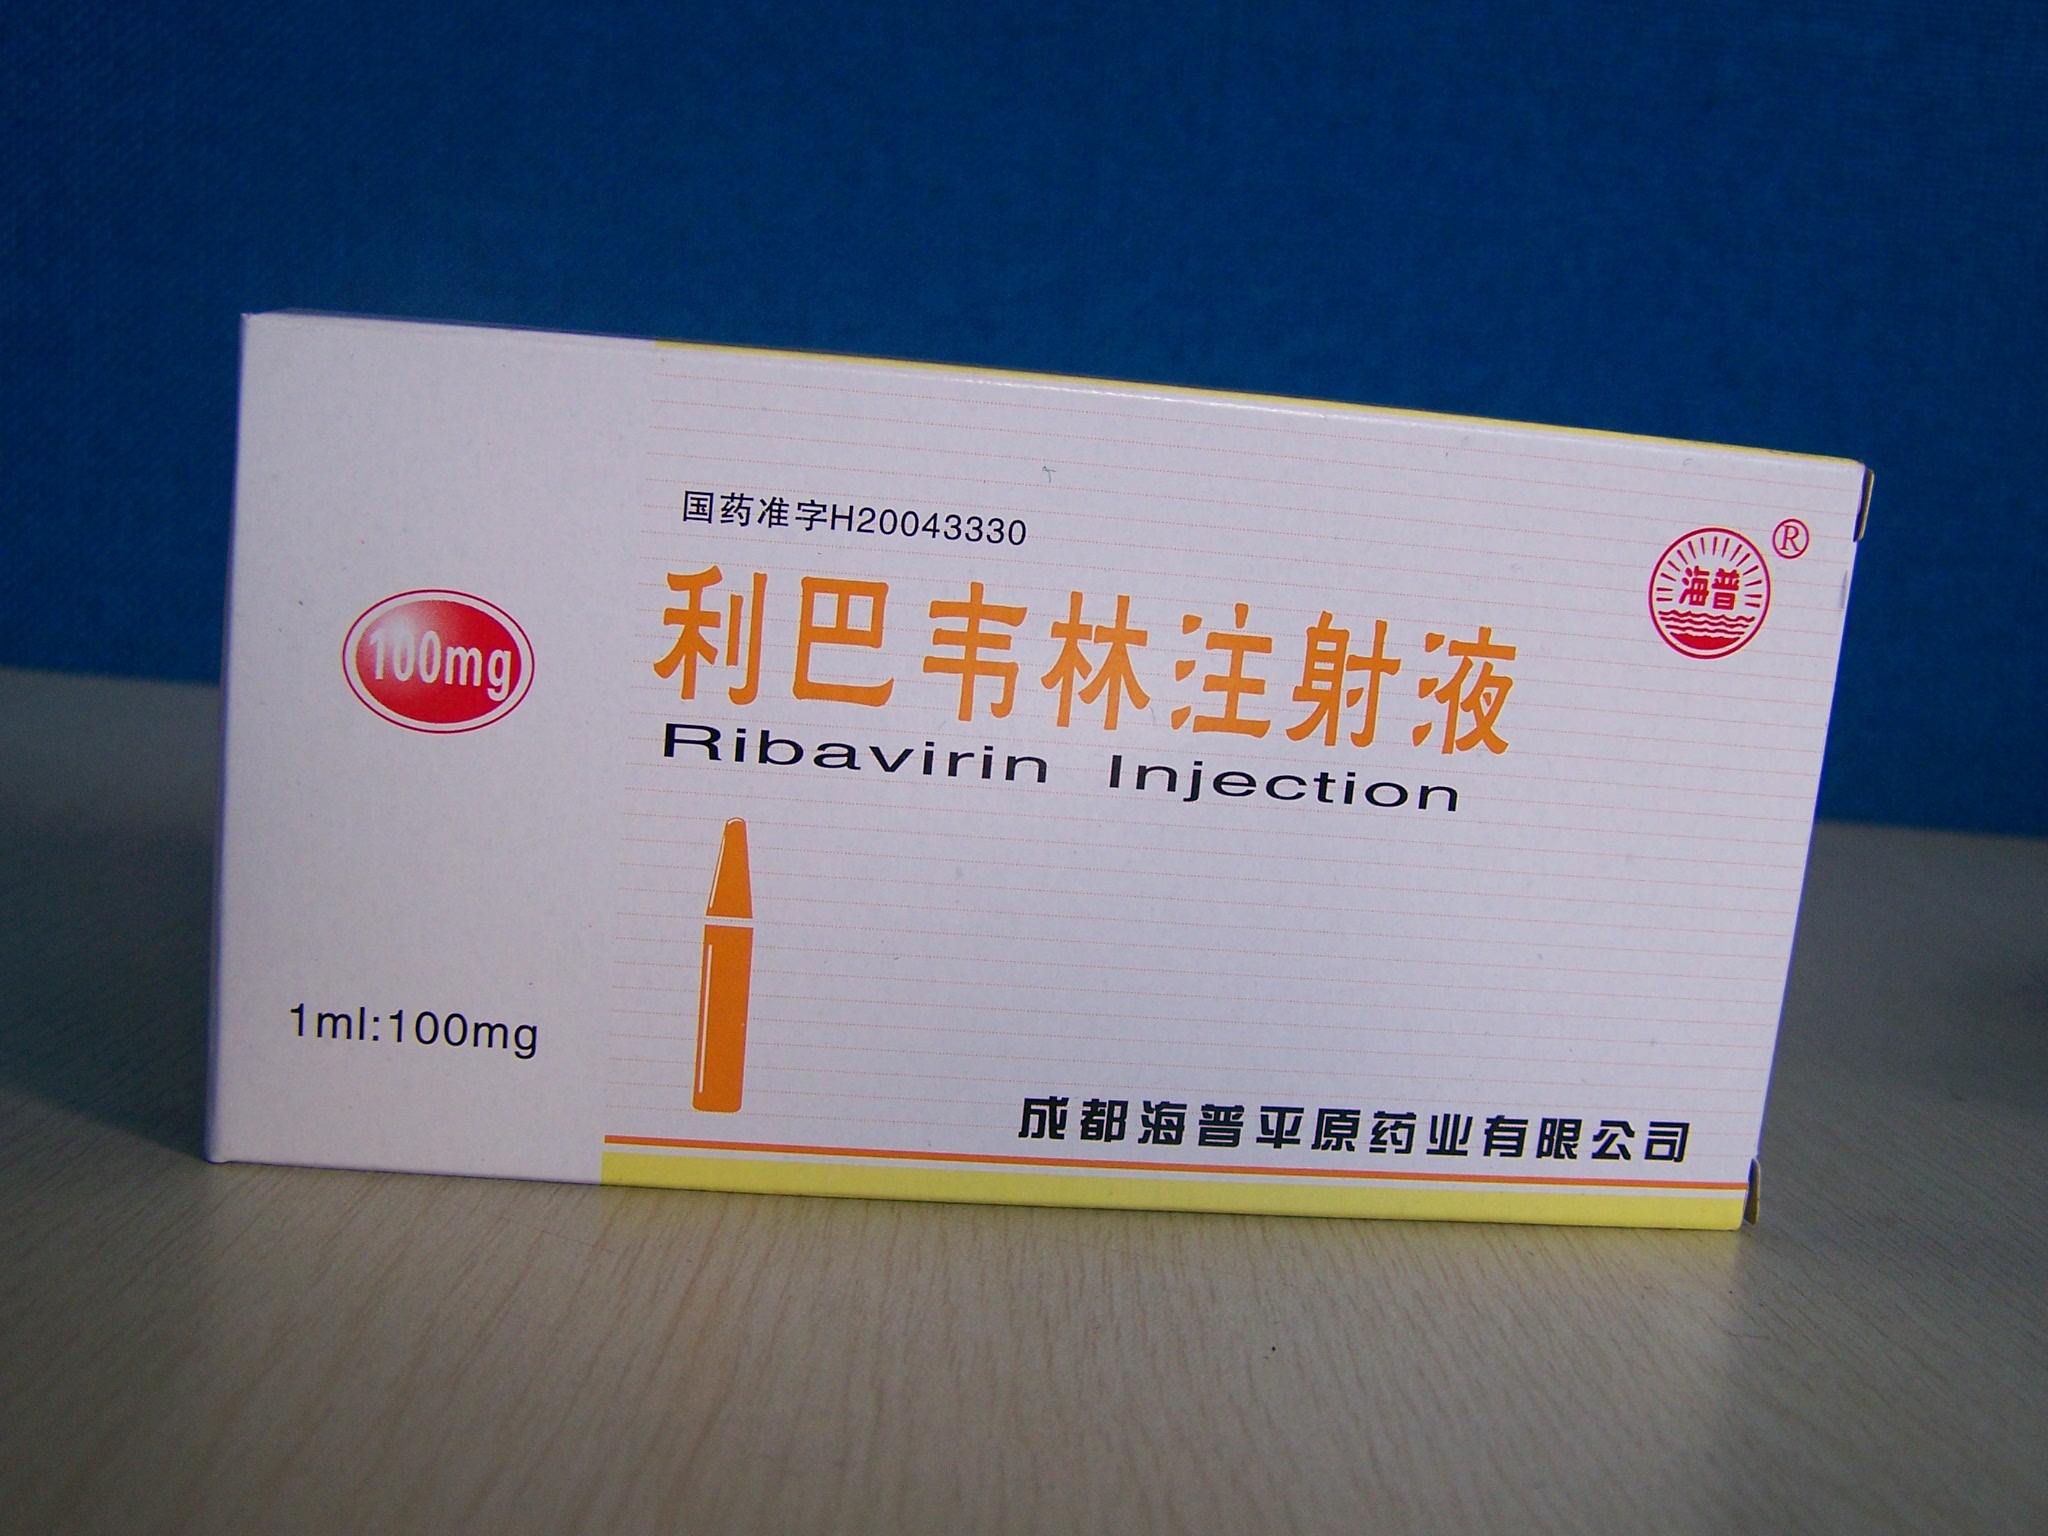 国药准字H20043330
海普
®
利巴韦林注射液
Ribavirin Injection
100mg
1ml:100mg
成都海普平原药业有限公司